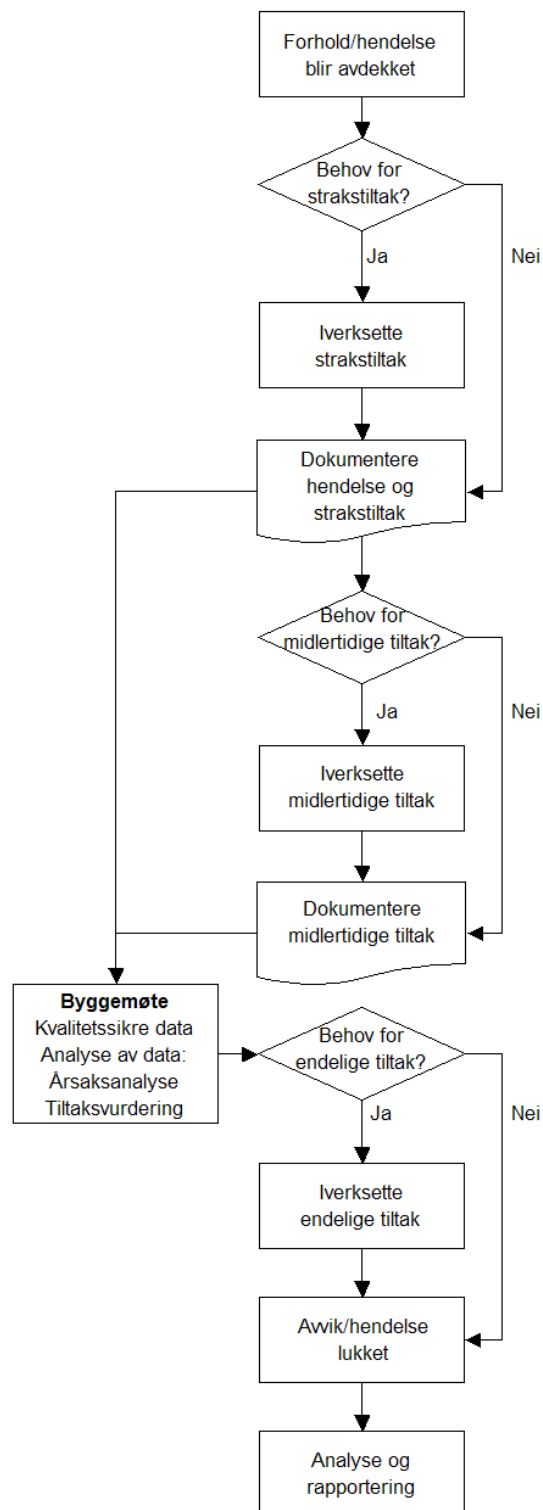 Forhold/hendelse
blir avdekket
Behov for
strakstiltak?
Ja
Nei
Iverksette
strakstiltak
Dokumentere
hendelse og
strakstiltak
Behov for
midlertidige tiltak?
Ja
Nei
Iverksette
midlertidige tiltak
Dokumentere
midlertidige tiltak
Byggemøte
Kvalitetssikre data
Analyse av data:
Årsaksanalyse
Tiltaksvurdering
Behov for
endelige tiltak?
Ja
Nei
Iverksette
endelige tiltak
Avvik/hendelse
lukket
Analyse og
rapportering